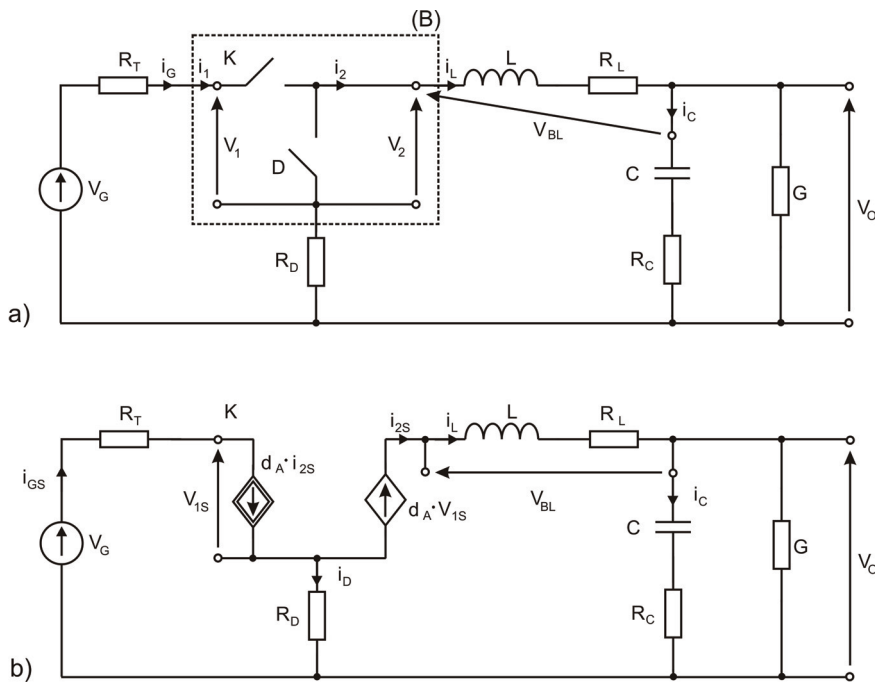 (B)
R_T i_G i_1 K i_2 i_L L R_L
i_C
V_1 V_2 V_BL
D C
V_G G V_O
R_D R_C
a)
R_T K i_2S i_L L R_L
d_A·i_2S
i_GS V_1S d_A·V_1S V_BL i_C
C
V_G G V_O
i_D
R_D R_C
b)